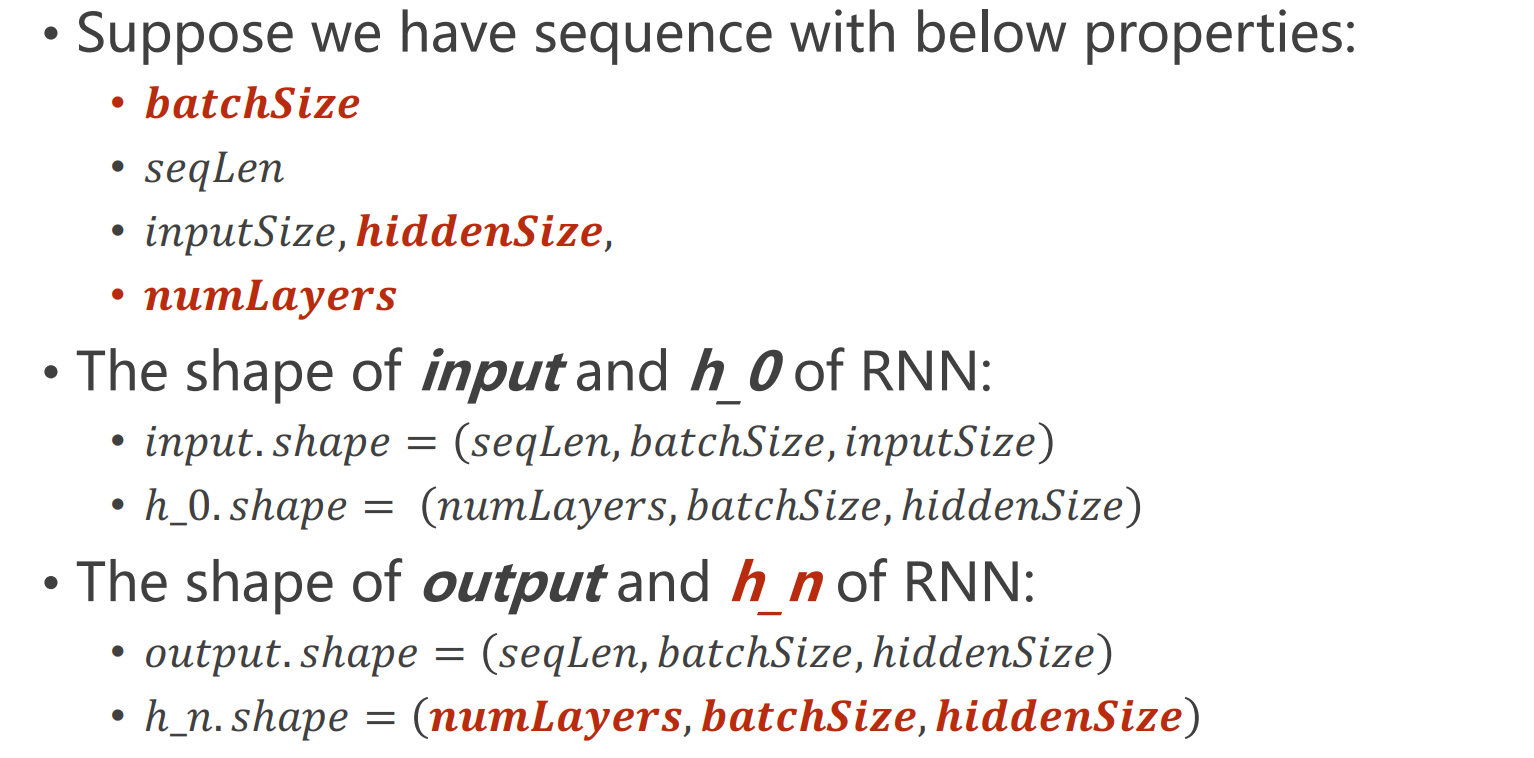 • Suppose we have sequence with below properties:
• batchSize
• seqLen
• inputSize, hiddenSize,
• numLayers
• The shape of input and h_0 of RNN:
• input.shape = (seqLen, batchSize, inputSize)
• h_0.shape = (numLayers, batchSize, hiddenSize)
• The shape of output and h_n of RNN:
• output.shape = (seqLen, batchSize, hiddenSize)
• h_n.shape = (numLayers, batchSize, hiddenSize)